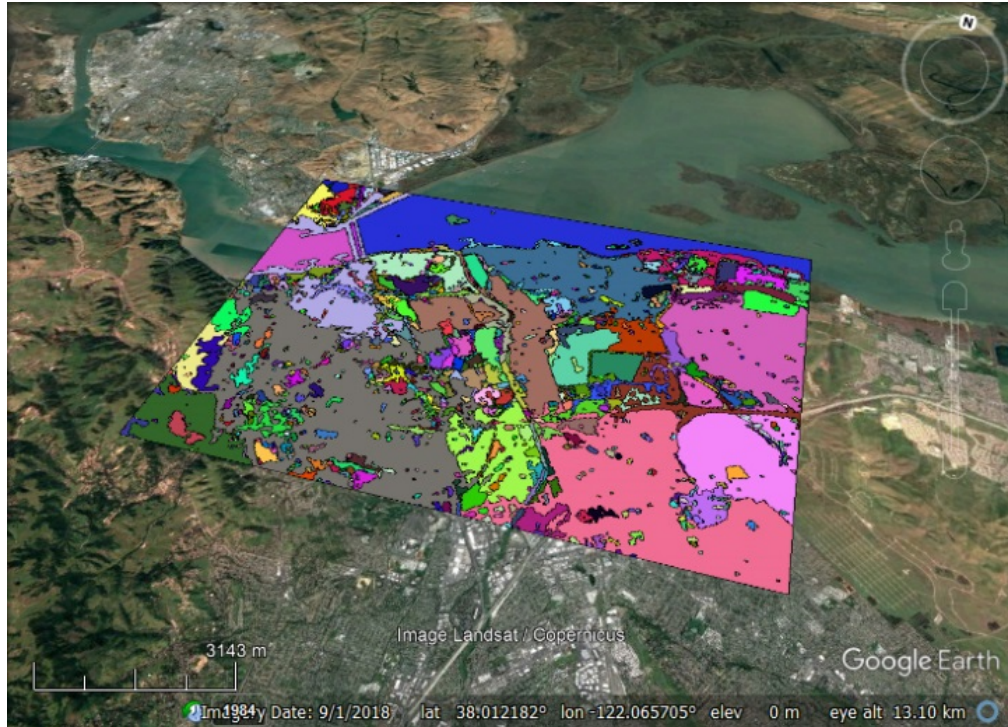 N
Image Landsat / Copernicus
3143 m
Google Earth
1984
Imagery Date: 9/1/2018 lat 38.012182° lon -122.065705° elev 0 m eye alt 13.10 km